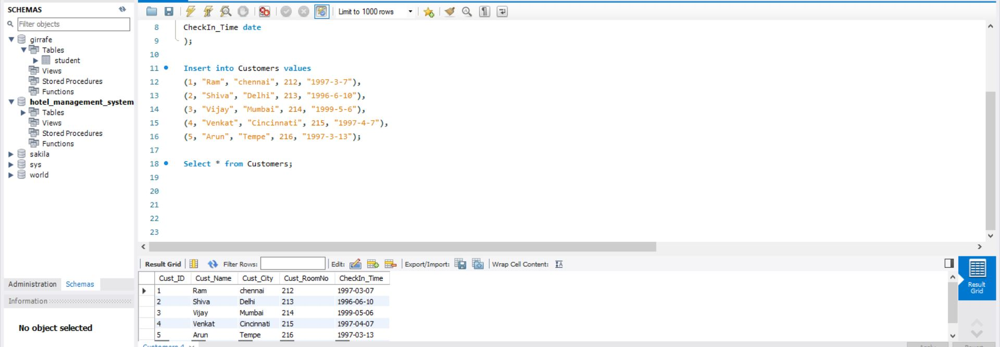 SCHEMAS
Filter objects
girrafe
Tables
student
Views
Stored Procedures
Functions
hotel_management_system
Tables
Views
Stored Procedures
Functions
sakila
sys
world
Administration Schemas
Information
No object selected
Limit to 1000 rows
8 CheckIn_Time date
9 );
10
11 Insert into Customers values
12 (1, "Ram", "chennai", 212, "1997-3-7"),
13 (2, "Shiva", "Delhi", 213, "1996-6-10"),
14 (3, "Vijay", "Mumbai", 214, "1999-5-6"),
15 (4, "Venkat", "Cincinnati", 215, "1997-4-7"),
16 (5, "Arun", "Tempe", 216, "1997-3-13");
17
18 Select * from Customers;
19
20
21
22
23
Result Grid Filter Rows: Edit: Export/Import: Wrap Cell Content:
Cust_ID Cust_Name Cust_City Cust_RoomNo CheckIn_Time
1 Ram chennai 212 1997-03-07
2 Shiva Delhi 213 1996-06-10
3 Vijay Mumbai 214 1999-05-06
4 Venkat Cincinnati 215 1997-04-07
5 Arun Tempe 216 1997-03-13
Result
Grid
Customers 4